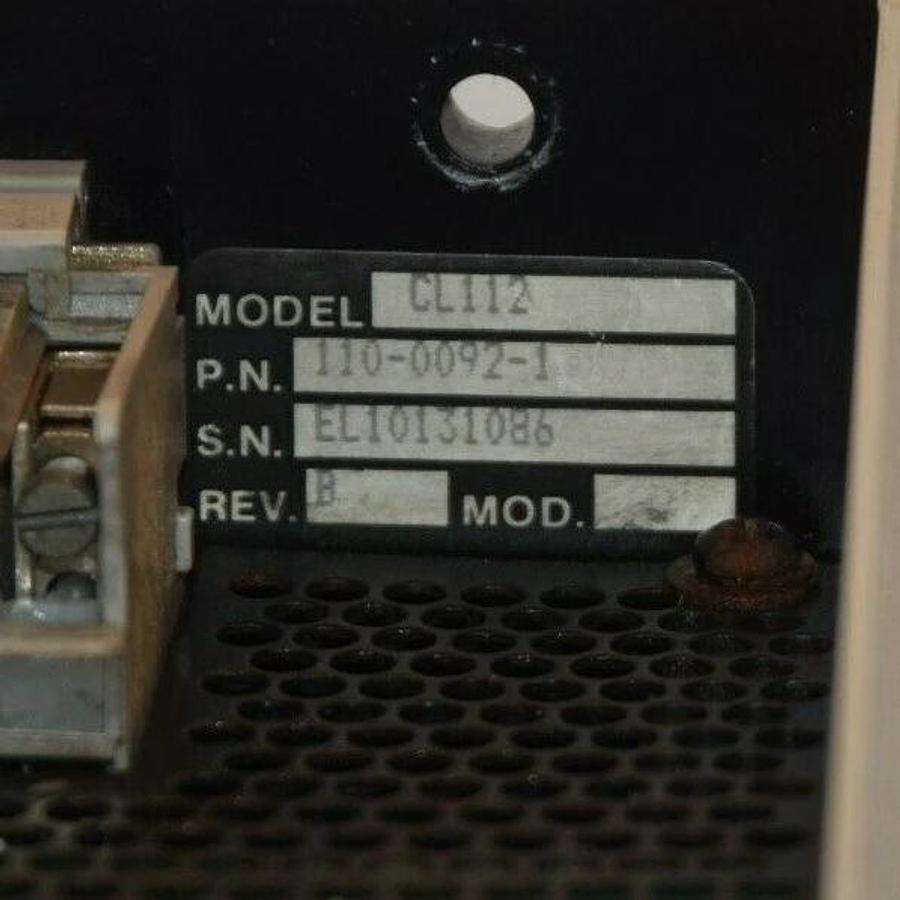 MODEL CL112
P.N. 110-0092-1
S.N. EL10131086
REV. B MOD.